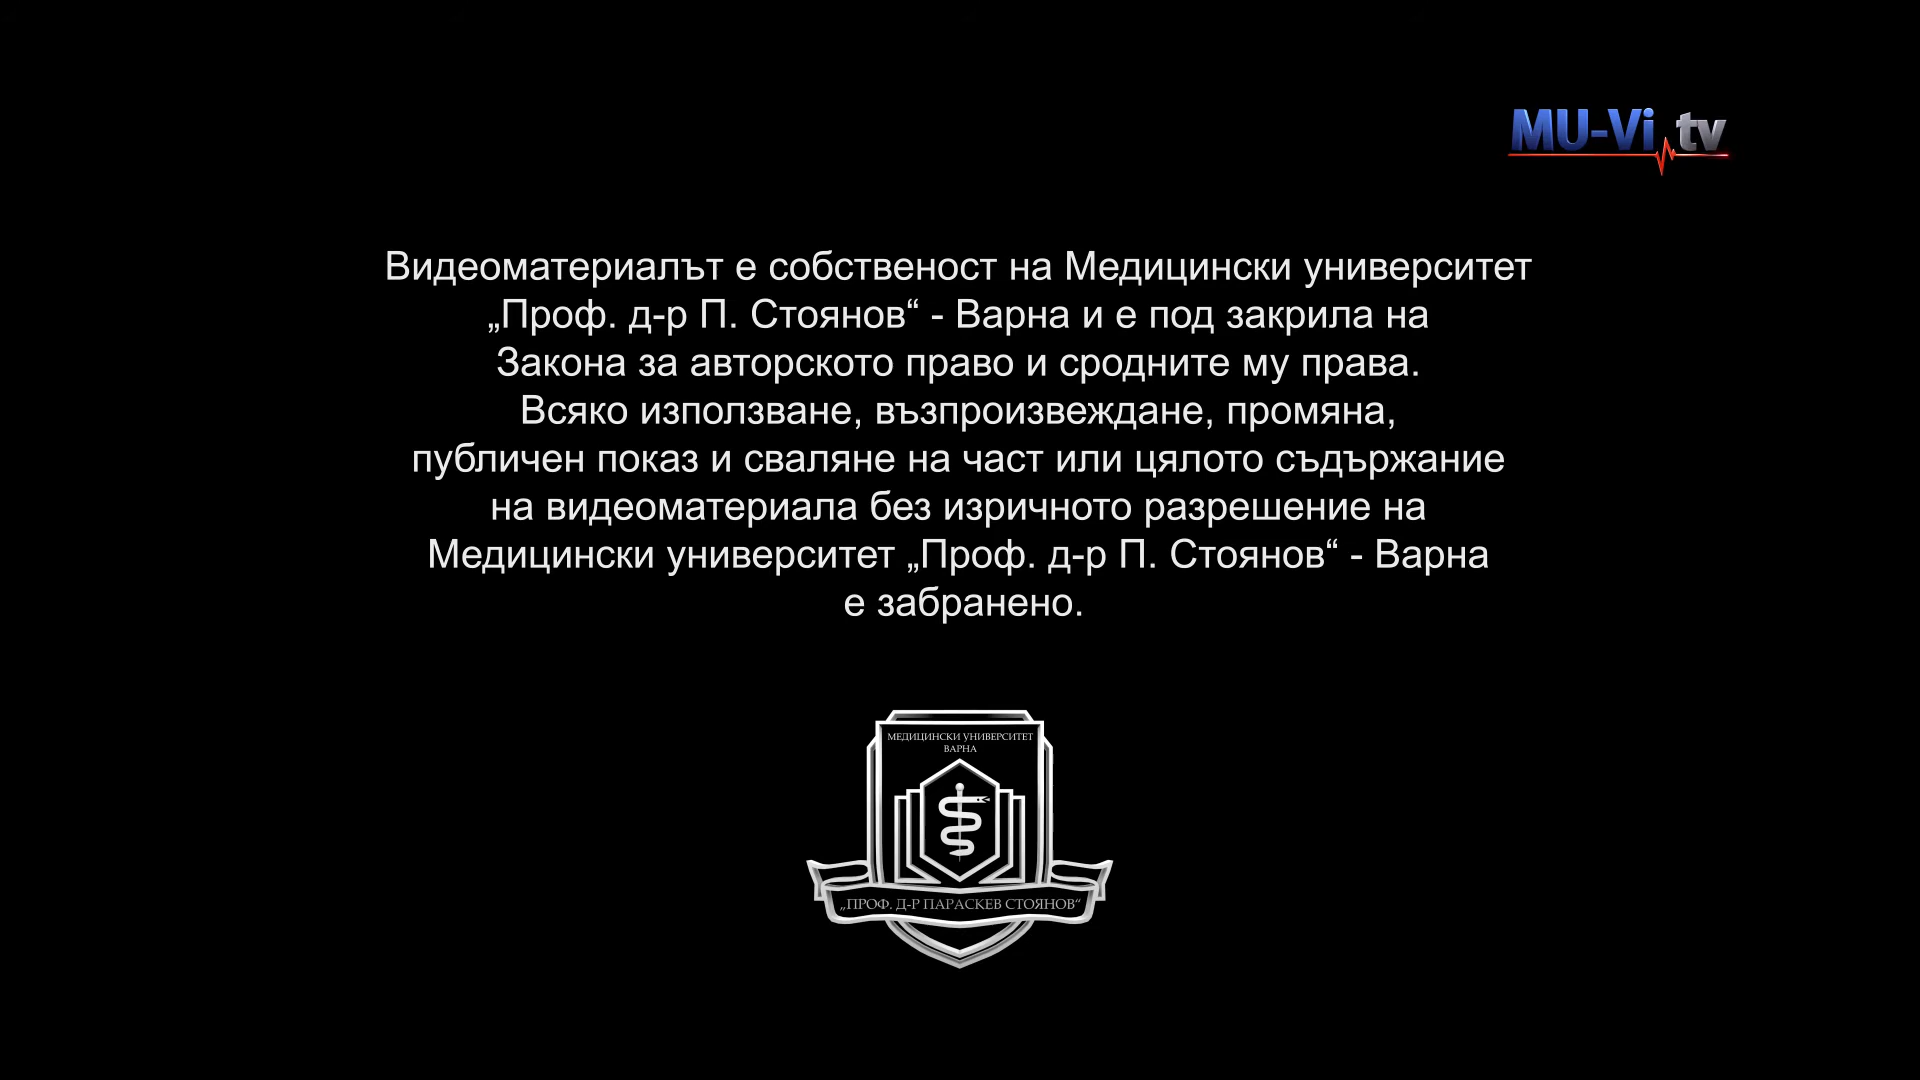 MU-Vi.tv
Видеоматериалът е собственост на Медицински университет
„Проф. д-р П. Стоянов“ - Варна и е под закрила на
Закона за авторското право и сродните му права.
Всяко използване, възпроизвеждане, промяна,
публичен показ и сваляне на част или цялото съдържание
на видеоматериала без изричното разрешение на
Медицински университет „Проф. д-р П. Стоянов“ - Варна
е забранено.
МЕДИЦИНСКИ УНИВЕРСИТЕТ
ВАРНА
„ПРОФ. Д-Р ПАРАСКЕВ СТОЯНОВ“